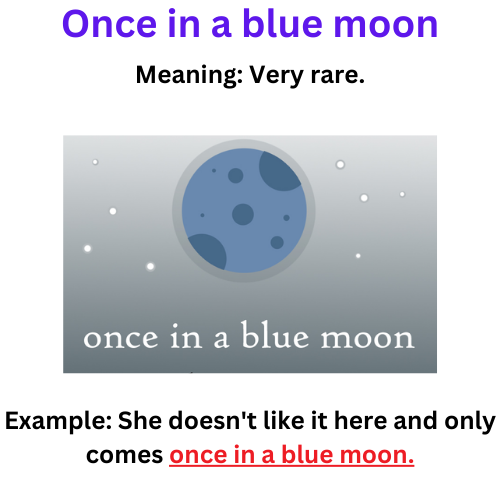 Once in a blue moon
Meaning: Very rare.
once in a blue moon
Example: She doesn't like it here and only
comes once in a blue moon.